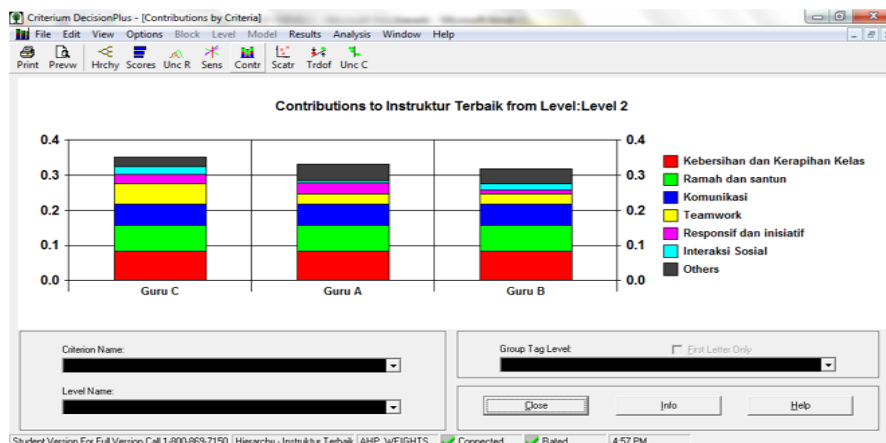 Criterium DecisionPlus - [Contributions by Criteria]
File Edit View Options Block Level Model Results Analysis Window Help
Print Prevw Hrchy Scores Unc R Sens Contr Scatr Trdof Unc C
Contributions to Instruktur Terbaik from Level:Level 2
0.4 0.4
0.3 0.3
0.2 0.2
0.1 0.1
0.0 0.0
Guru C Guru A Guru B
Kebersihan dan Kerapihan Kelas
Ramah dan santun
Komunikasi
Teamwork
Responsif dan inisiatif
Interaksi Sosial
Others
Criterion Name:
Level Name:
Group Tag Level: First Letter Only
Close Info Help
Student Version For Full Version Call 1-800-869-7150 Hierarchy - Instruktur Terbaik AHP WEIGHTS Connected Rated 4:57 PM